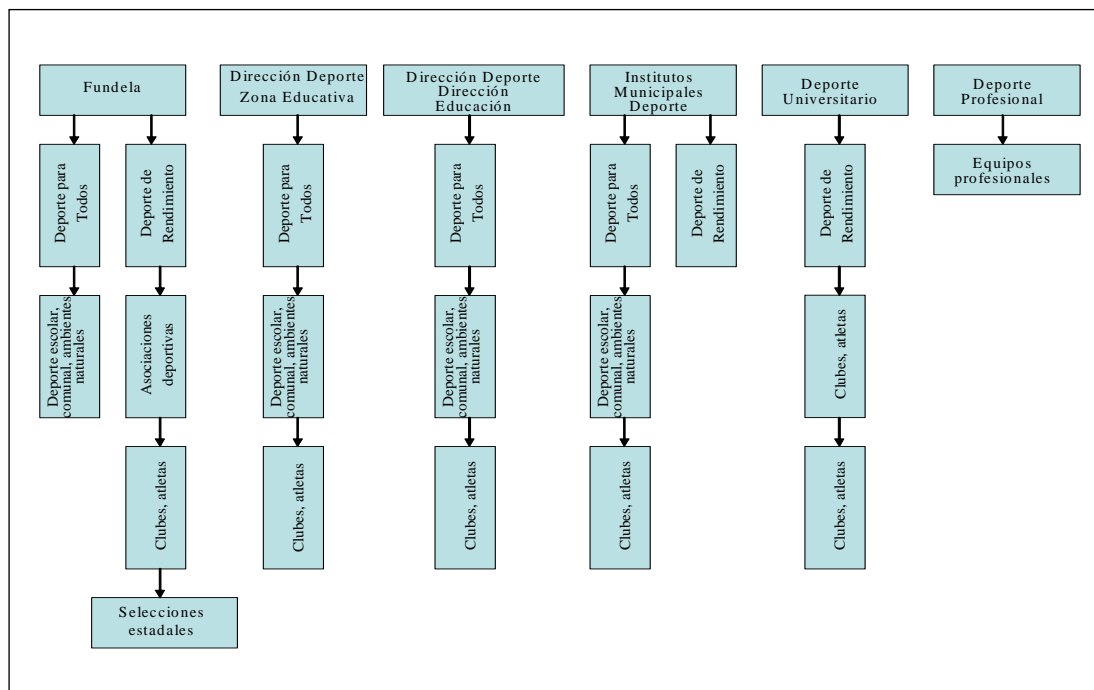 Fundela
Dirección Deporte
Zona Educativa
Dirección Deporte
Dirección
Educación
Institutos
Municipales
Deporte
Deporte
Universitario
Deporte
Profesional
Deporte para
Todos
Deporte de
Rendimiento
Deporte para
Todos
Deporte para
Todos
Deporte para
Todos
Deporte de
Rendimiento
Deporte de
Rendimiento
Equipos
profesionales
Deporte escolar,
comunal, ambientes
naturales
Asociaciones
deportivas
Deporte escolar,
comunal, ambientes
naturales
Deporte escolar,
comunal, ambientes
naturales
Deporte escolar,
comunal, ambientes
naturales
Clubes, atletas
Clubes, atletas
Clubes, atletas
Clubes, atletas
Clubes, atletas
Clubes, atletas
Selecciones
estadales